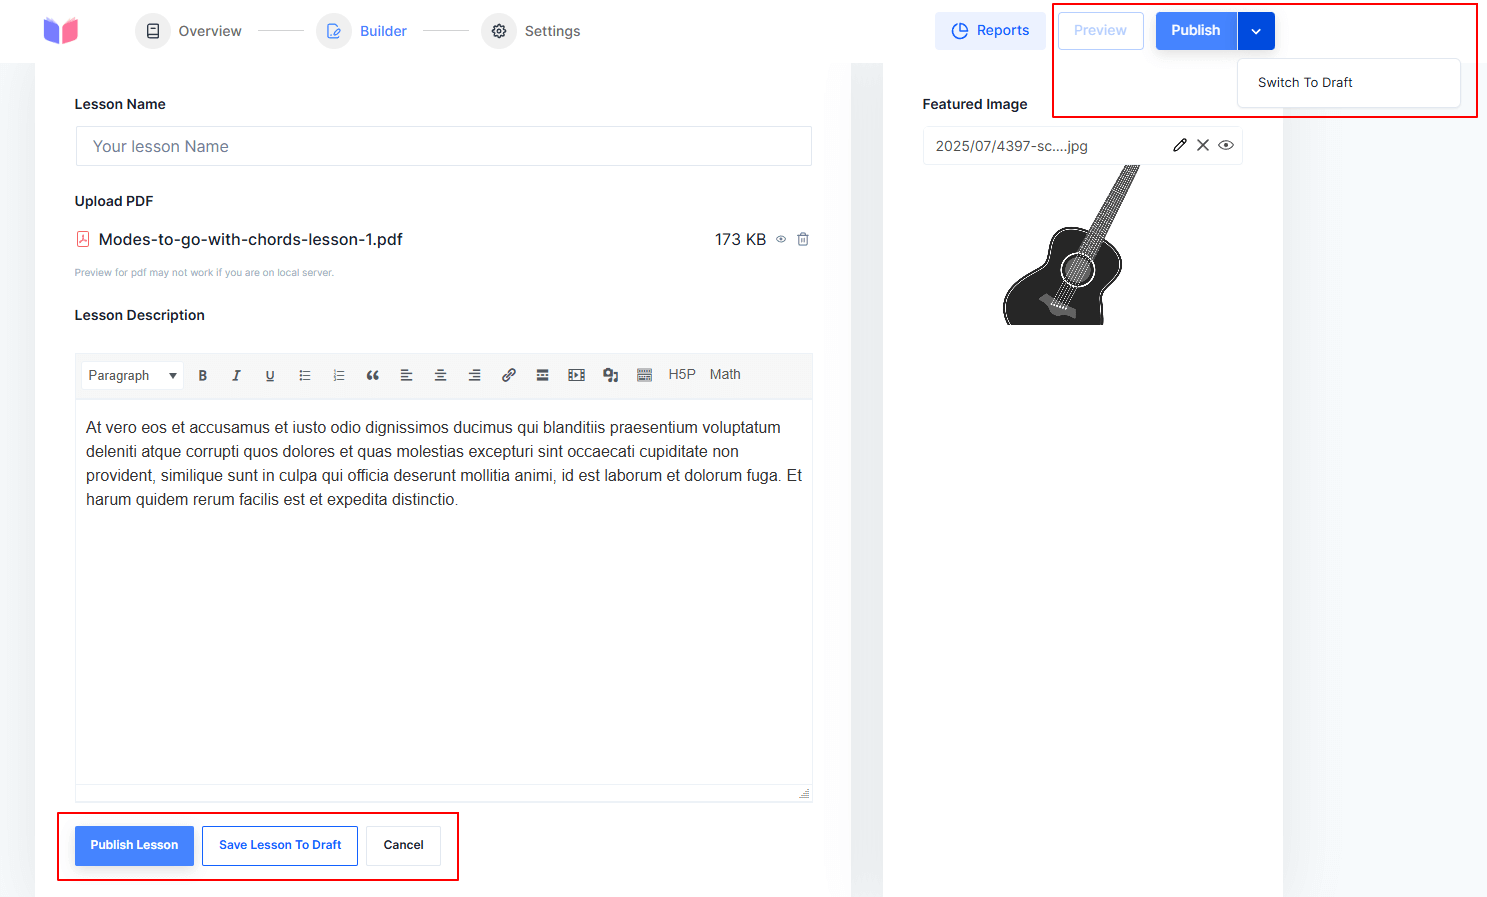 Overview
Builder
Settings
Reports
Preview
Publish
Switch To Draft
Lesson Name
Your lesson Name
Upload PDF
Modes-to-go-with-chords-lesson-1.pdf
173 KB
Preview for pdf may not work if you are on local server.
Lesson Description
Paragraph B I U H5P Math
At vero eos et accusamus et iusto odio dignissimos ducimus qui blanditiis praesentium voluptatum
deleniti atque corrupti quos dolores et quas molestias excepturi sint occaecati cupiditate non
provident, similique sunt in culpa qui officia deserunt mollitia animi, id est laborum et dolorum fuga. Et
harum quidem rerum facilis est et expedita distinctio.
Publish Lesson
Save Lesson To Draft
Cancel
Featured Image
2025/07/4397-sc....jpg